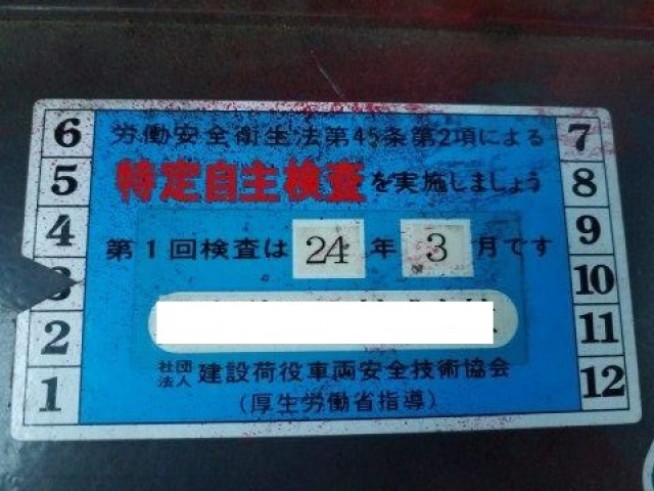 労働安全衛生法第45条第2項による
特定自主検査を実施しましょう
第1回検査は 24 年 3 月です
社団法人 建設荷役車両安全技術協会
(厚生労働省指導)
6
5
4
3
2
1
7
8
9
10
11
12